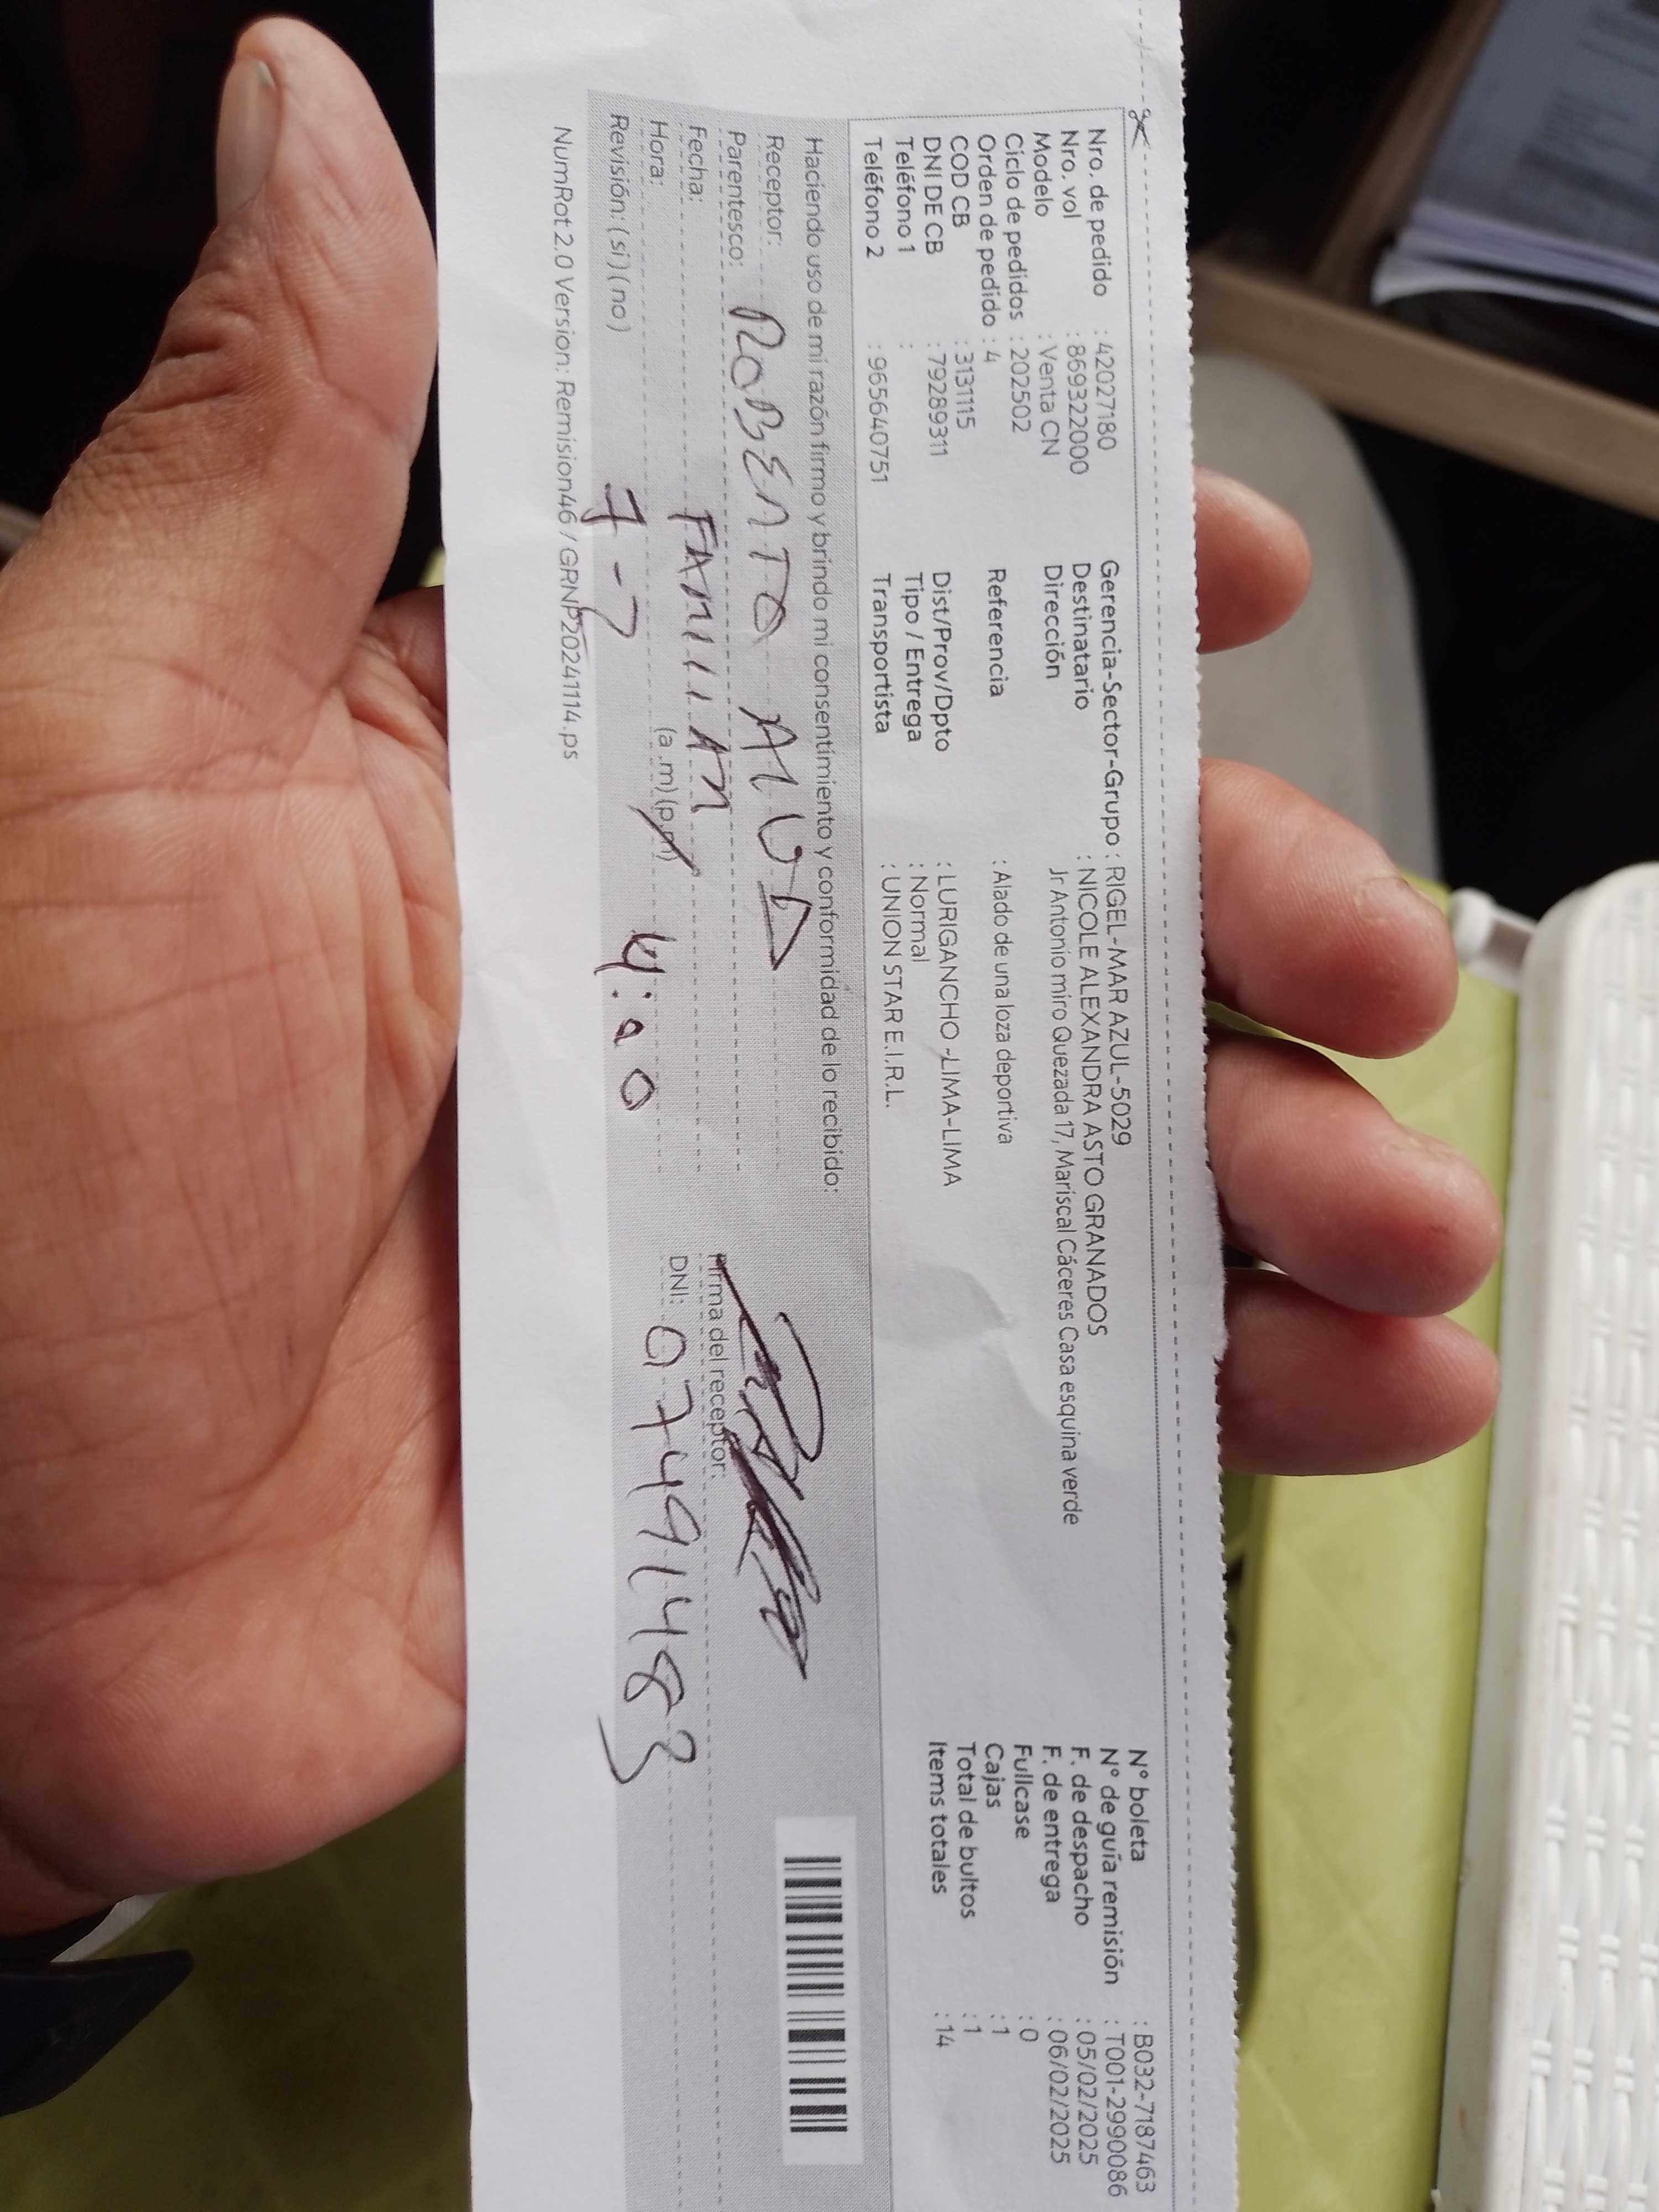 Nro. de pedido : 42027180
Nro. vol : 869322000
Modelo : Venta CN
Ciclo de pedidos : 202502
Orden de pedido : 4
COD CB : 3131115
DNI DE CB : 79289311
Teléfono 1 :
Teléfono 2 : 965640751
Gerencia-Sector-Grupo : RIGEL-MAR AZUL-5029
Destinatario : NICOLE ALEXANDRA ASTO GRANADOS
Dirección Jr Antonio miro Quezada 17, Mariscal Cáceres Casa esquina verde
Referencia : Alado de una loza deportiva
Dist/Prov/Dpto : LURIGANCHO -LIMA-LIMA
Tipo / Entrega : Normal
Transportista : UNION STAR E.I.R.L.
N° boleta : B032-7187463
N° de guía remisión : T001-2990086
F. de despacho : 05/02/2025
F. de entrega : 06/02/2025
Fullcase : 0
Cajas : 1
Total de bultos : 1
Items totales : 14
Haciendo uso de mi razón firmo y brindo mi consentimiento y conformidad de lo recibido:
Receptor: ROBERTO
Parentesco: FAMILIAR
Fecha: 7-
Hora: (a.m) (p.m) 4:20
Revisión: ( si ) ( no )
Firma del receptor:
DNI: 07491483
NumRot 2.0 Version: Remision46 / GRNP20241114.ps